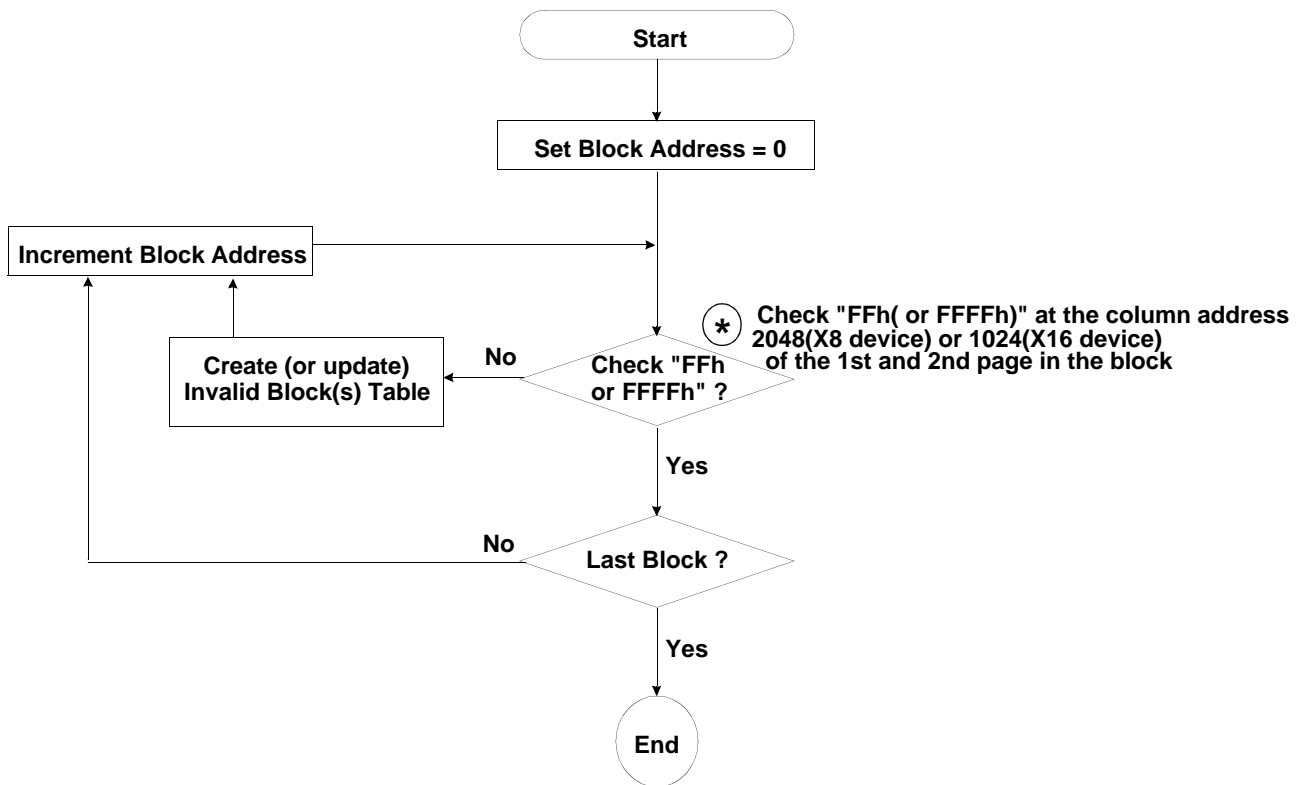 Start
Set Block Address = 0
Increment Block Address
* Check "FFh( or FFFFh)" at the column address
2048(X8 device) or 1024(X16 device)
of the 1st and 2nd page in the block
No
Create (or update)
Invalid Block(s) Table
Check "FFh
or FFFFh" ?
Yes
No
Last Block ?
Yes
End